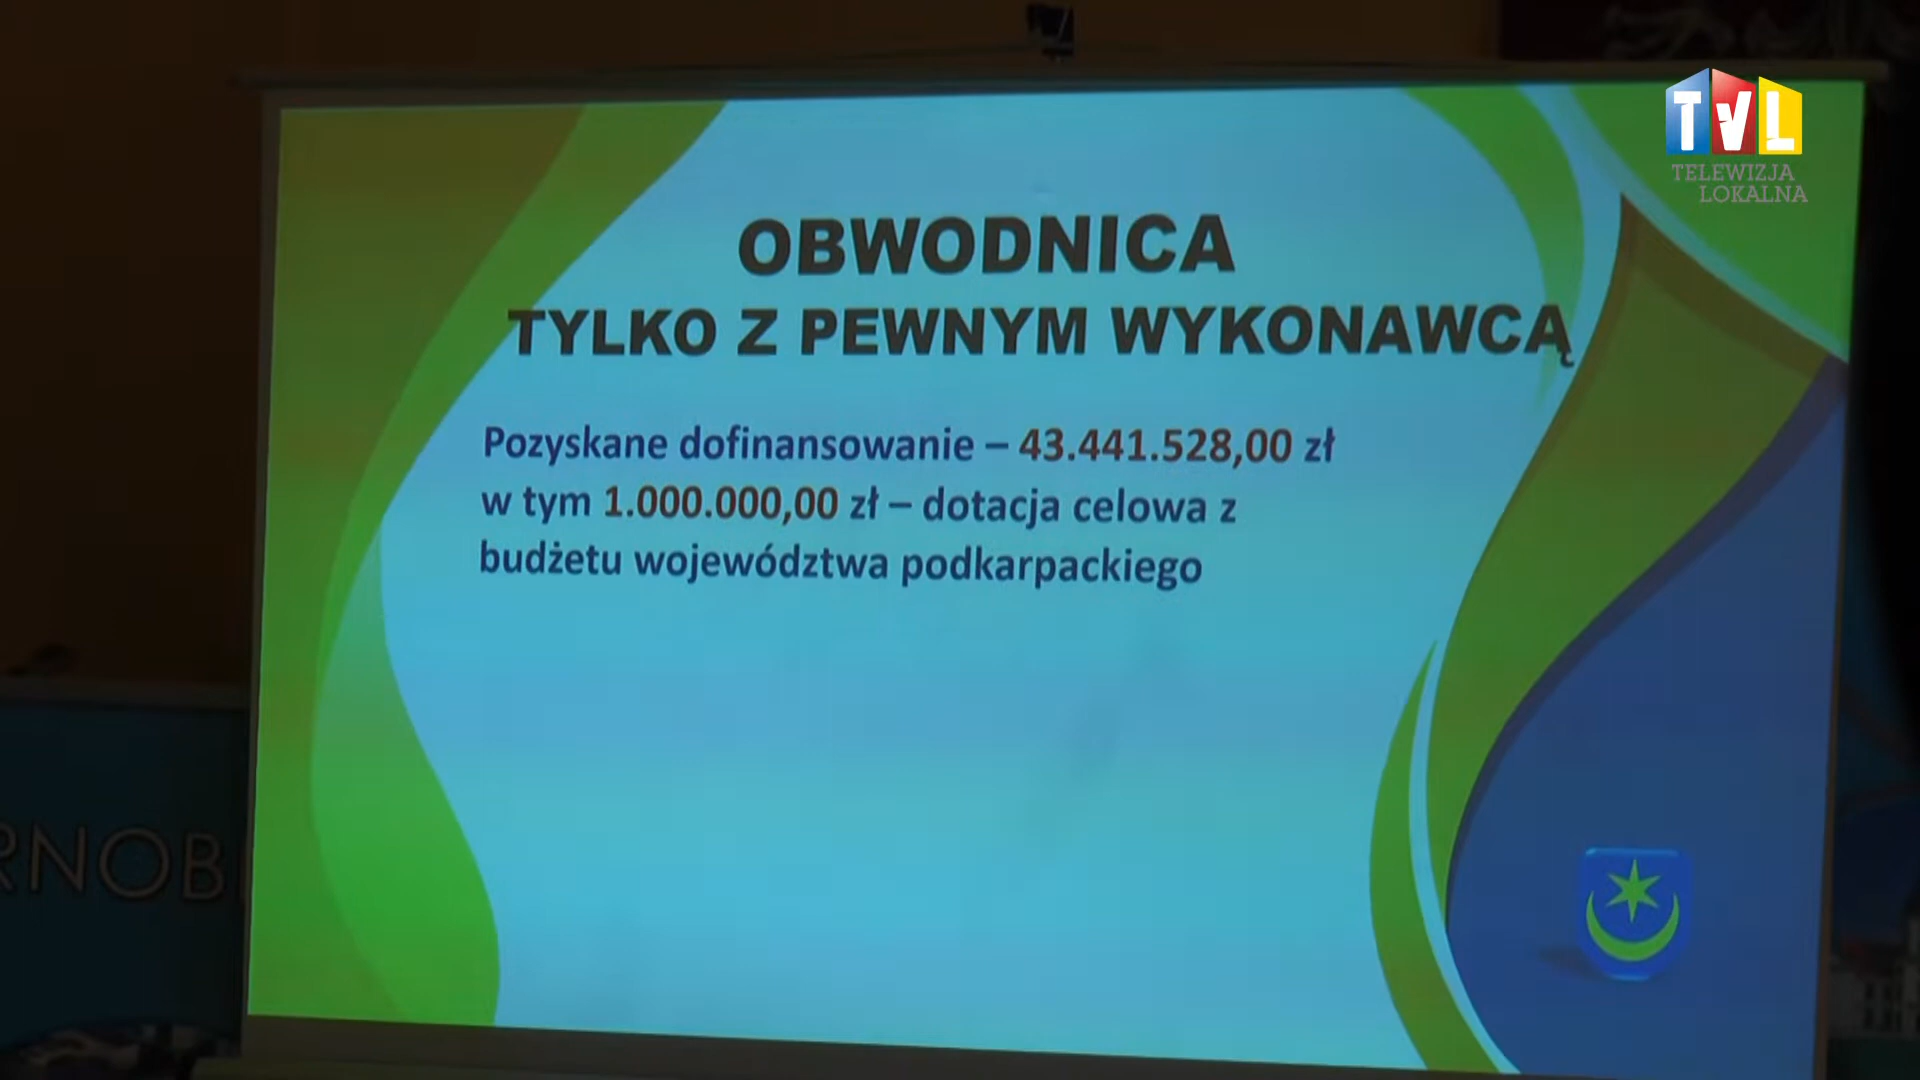 TVL
TELEWIZJA
LOKALNA
OBWODNICA
TYLKO Z PEWNYM WYKONAWCĄ
Pozyskane dofinansowanie – 43.441.528,00 zł
w tym 1.000.000,00 zł – dotacja celowa z
budżetu województwa podkarpackiego
RNOB